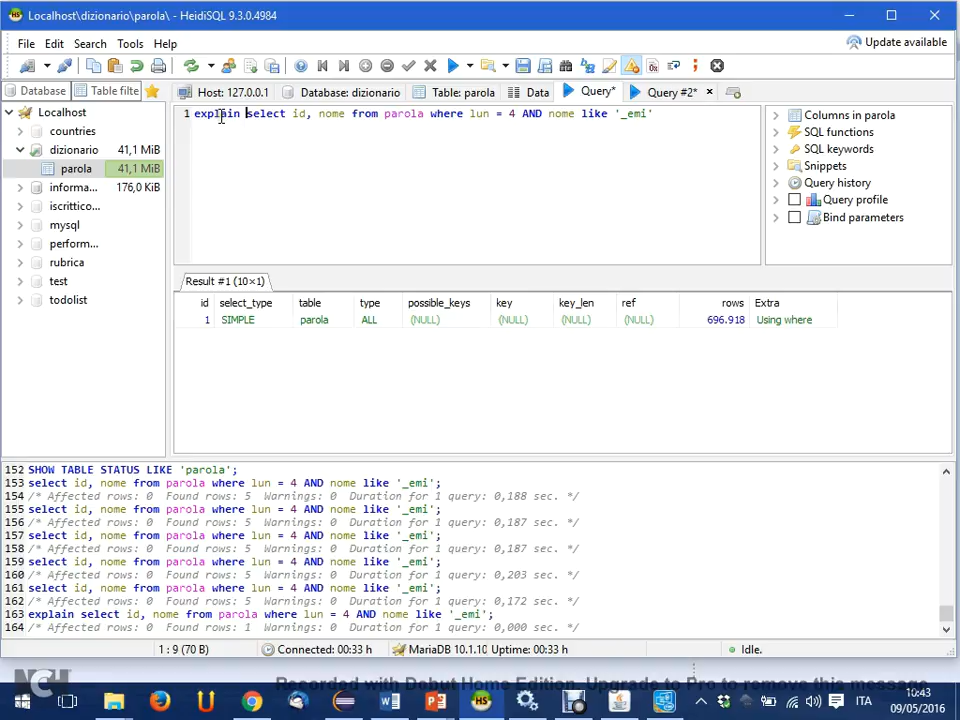 Localhost\dizionario\parola\ - HeidiSQL 9.3.0.4984
File Edit Search Tools Help
Update available
Database Table filte
Host: 127.0.0.1 Database: dizionario Table: parola Data Query* Query #2*
Localhost
countries
dizionario 41,1 MiB
parola 41,1 MiB
informa... 176,0 KiB
iscrittico...
mysql
perform...
rubrica
test
todolist
1 explain select id, nome from parola where lun = 4 AND nome like '_emi'
Columns in parola
SQL functions
SQL keywords
Snippets
Query history
Query profile
Bind parameters
Result #1 (10×1)
id select_type table type possible_keys key key_len ref rows Extra
1 SIMPLE parola ALL (NULL) (NULL) (NULL) (NULL) 696.918 Using where
152 SHOW TABLE STATUS LIKE 'parola';
153 select id, nome from parola where lun = 4 AND nome like '_emi';
154 /* Affected rows: 0 Found rows: 5 Warnings: 0 Duration for 1 query: 0,188 sec. */
155 select id, nome from parola where lun = 4 AND nome like '_emi';
156 /* Affected rows: 0 Found rows: 5 Warnings: 0 Duration for 1 query: 0,187 sec. */
157 select id, nome from parola where lun = 4 AND nome like '_emi';
158 /* Affected rows: 0 Found rows: 5 Warnings: 0 Duration for 1 query: 0,187 sec. */
159 select id, nome from parola where lun = 4 AND nome like '_emi';
160 /* Affected rows: 0 Found rows: 5 Warnings: 0 Duration for 1 query: 0,203 sec. */
161 select id, nome from parola where lun = 4 AND nome like '_emi';
162 /* Affected rows: 0 Found rows: 5 Warnings: 0 Duration for 1 query: 0,172 sec. */
163 explain select id, nome from parola where lun = 4 AND nome like '_emi';
164 /* Affected rows: 0 Found rows: 1 Warnings: 0 Duration for 1 query: 0,000 sec. */
1 : 9 (70 B) Connected: 00:33 h MariaDB 10.1.10 Uptime: 00:33 h Idle.
NCH
Recorded with Debut Home Edition. Upgrade to Pro to remove this message
ITA
10:43
09/05/2016